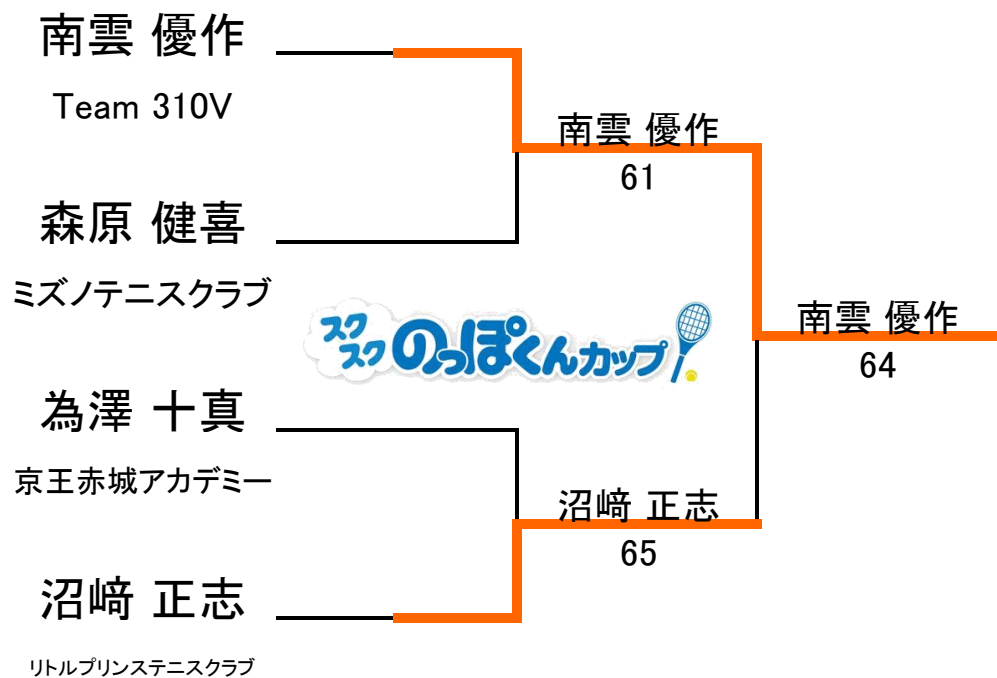 南雲 優作
Team 310V
南雲 優作
61
森原 健喜
ミズノテニスクラブ
スクスク のっぽくんカップ
南雲 優作
64
為澤 十真
京王赤城アカデミー
沼﨑 正志
65
沼﨑 正志
リトルプリンステニスクラブ